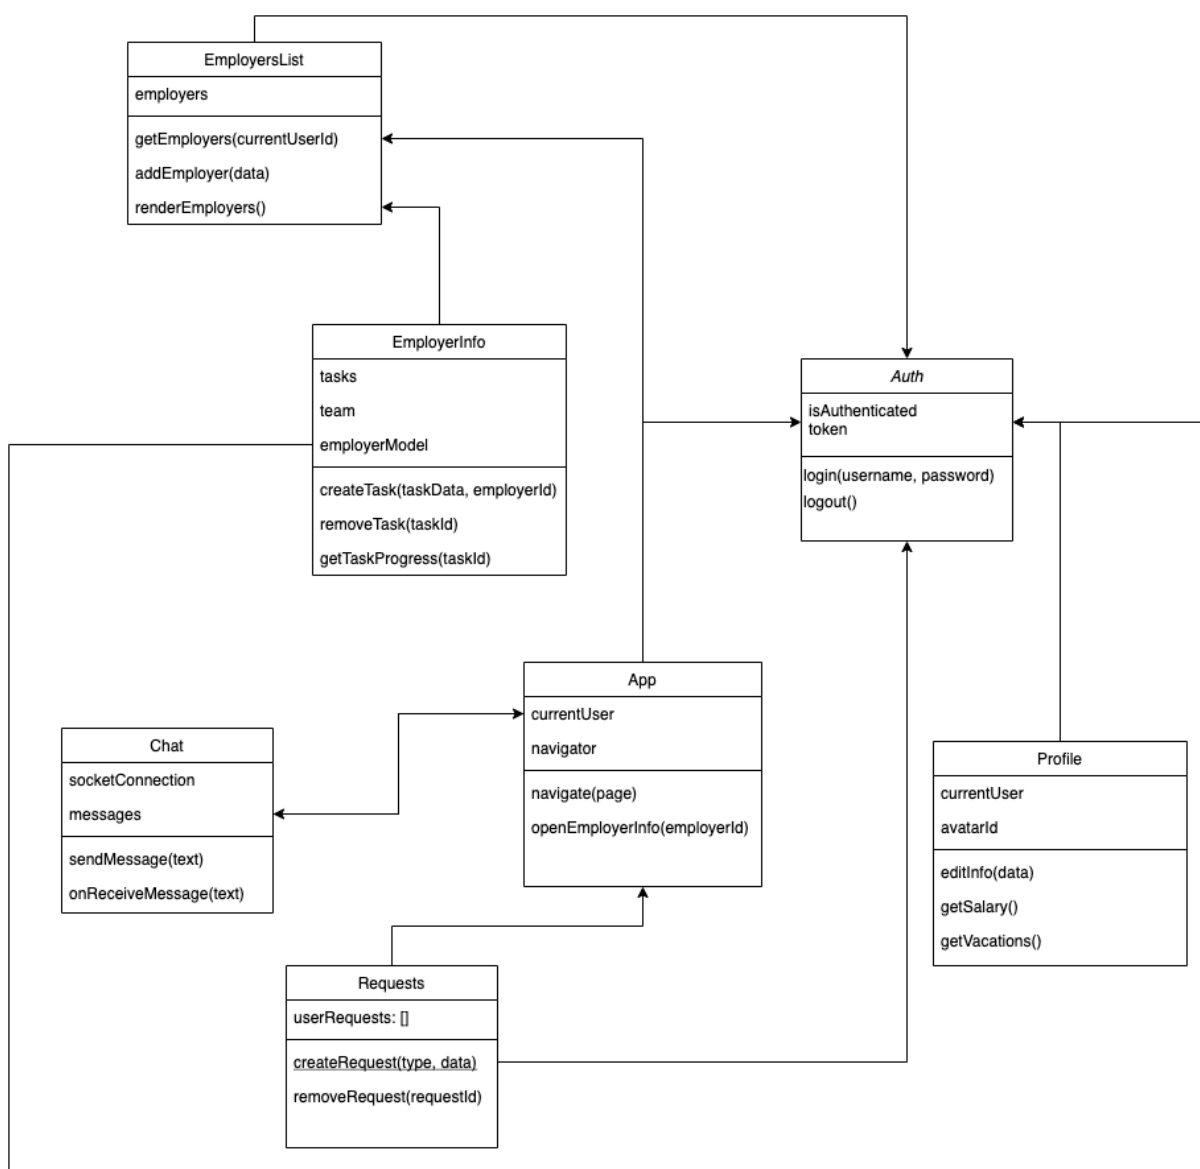 EmployersList
employers
getEmployers(currentUserId)
addEmployer(data)
renderEmployers()
EmployerInfo
tasks
team
employerModel
createTask(taskData, employerId)
removeTask(taskId)
getTaskProgress(taskId)
Auth
isAuthenticated
token
login(username, password)
logout()
App
currentUser
navigator
navigate(page)
openEmployerInfo(employerId)
Chat
socketConnection
messages
sendMessage(text)
onReceiveMessage(text)
Profile
currentUser
avatarId
editInfo(data)
getSalary()
getVacations()
Requests
userRequests: []
createRequest(type, data)
removeRequest(requestId)